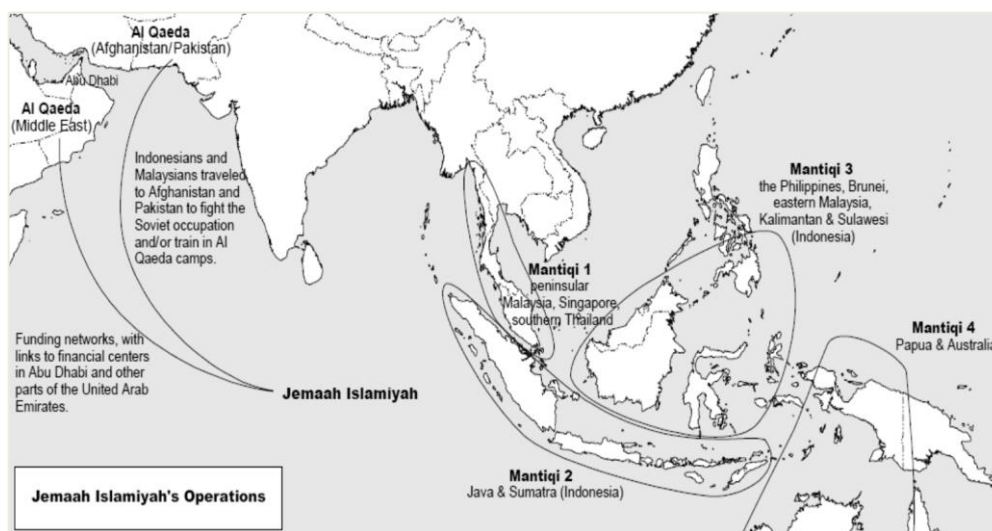 Al Qaeda
(Afghanistan/Pakistan)
Abu Dhabi
Al Qaeda
(Middle East)
Indonesians and
Malaysians traveled
to Afghanistan and
Pakistan to fight the
Soviet occupation
and/or train in Al
Qaeda camps.
Mantiqi 3
the Philippines, Brunei,
eastern Malaysia,
Kalimantan & Sulawesi
(Indonesia)
Mantiqi 1
peninsular
Malaysia, Singapore,
southern Thailand
Mantiqi 4
Papua & Australia
Funding networks, with
links to financial centers
in Abu Dhabi and other
parts of the United Arab
Emirates.
Jemaah Islamiyah
Mantiqi 2
Java & Sumatra (Indonesia)
Jemaah Islamiyah's Operations